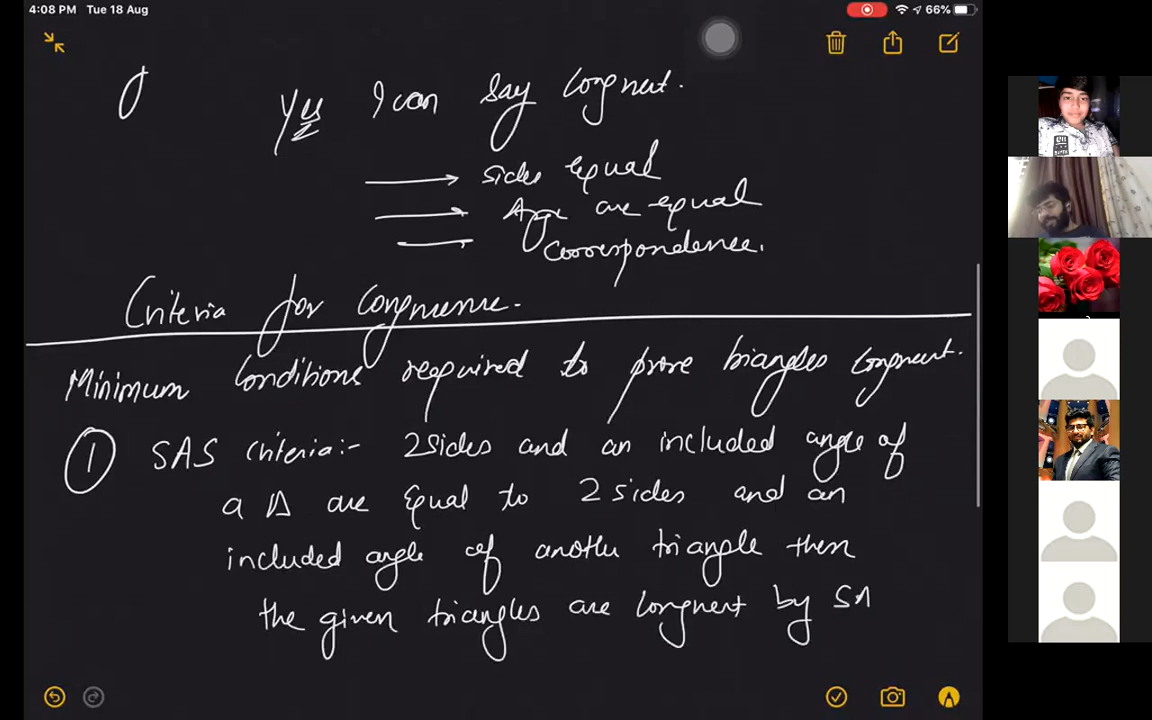 4:08 PM Tue 18 Aug 66%
Yes I can say congruent.
sides equal
Age are equal
Correspondence.
Criteria for Congruence.
Minimum Conditions required to prove triangles congruent.
1 SAS Criteria:- 2 sides and an included angle of
a Δ are Equal to 2 sides and an
included angle of another triangle then
the given triangles are Congruent by SA